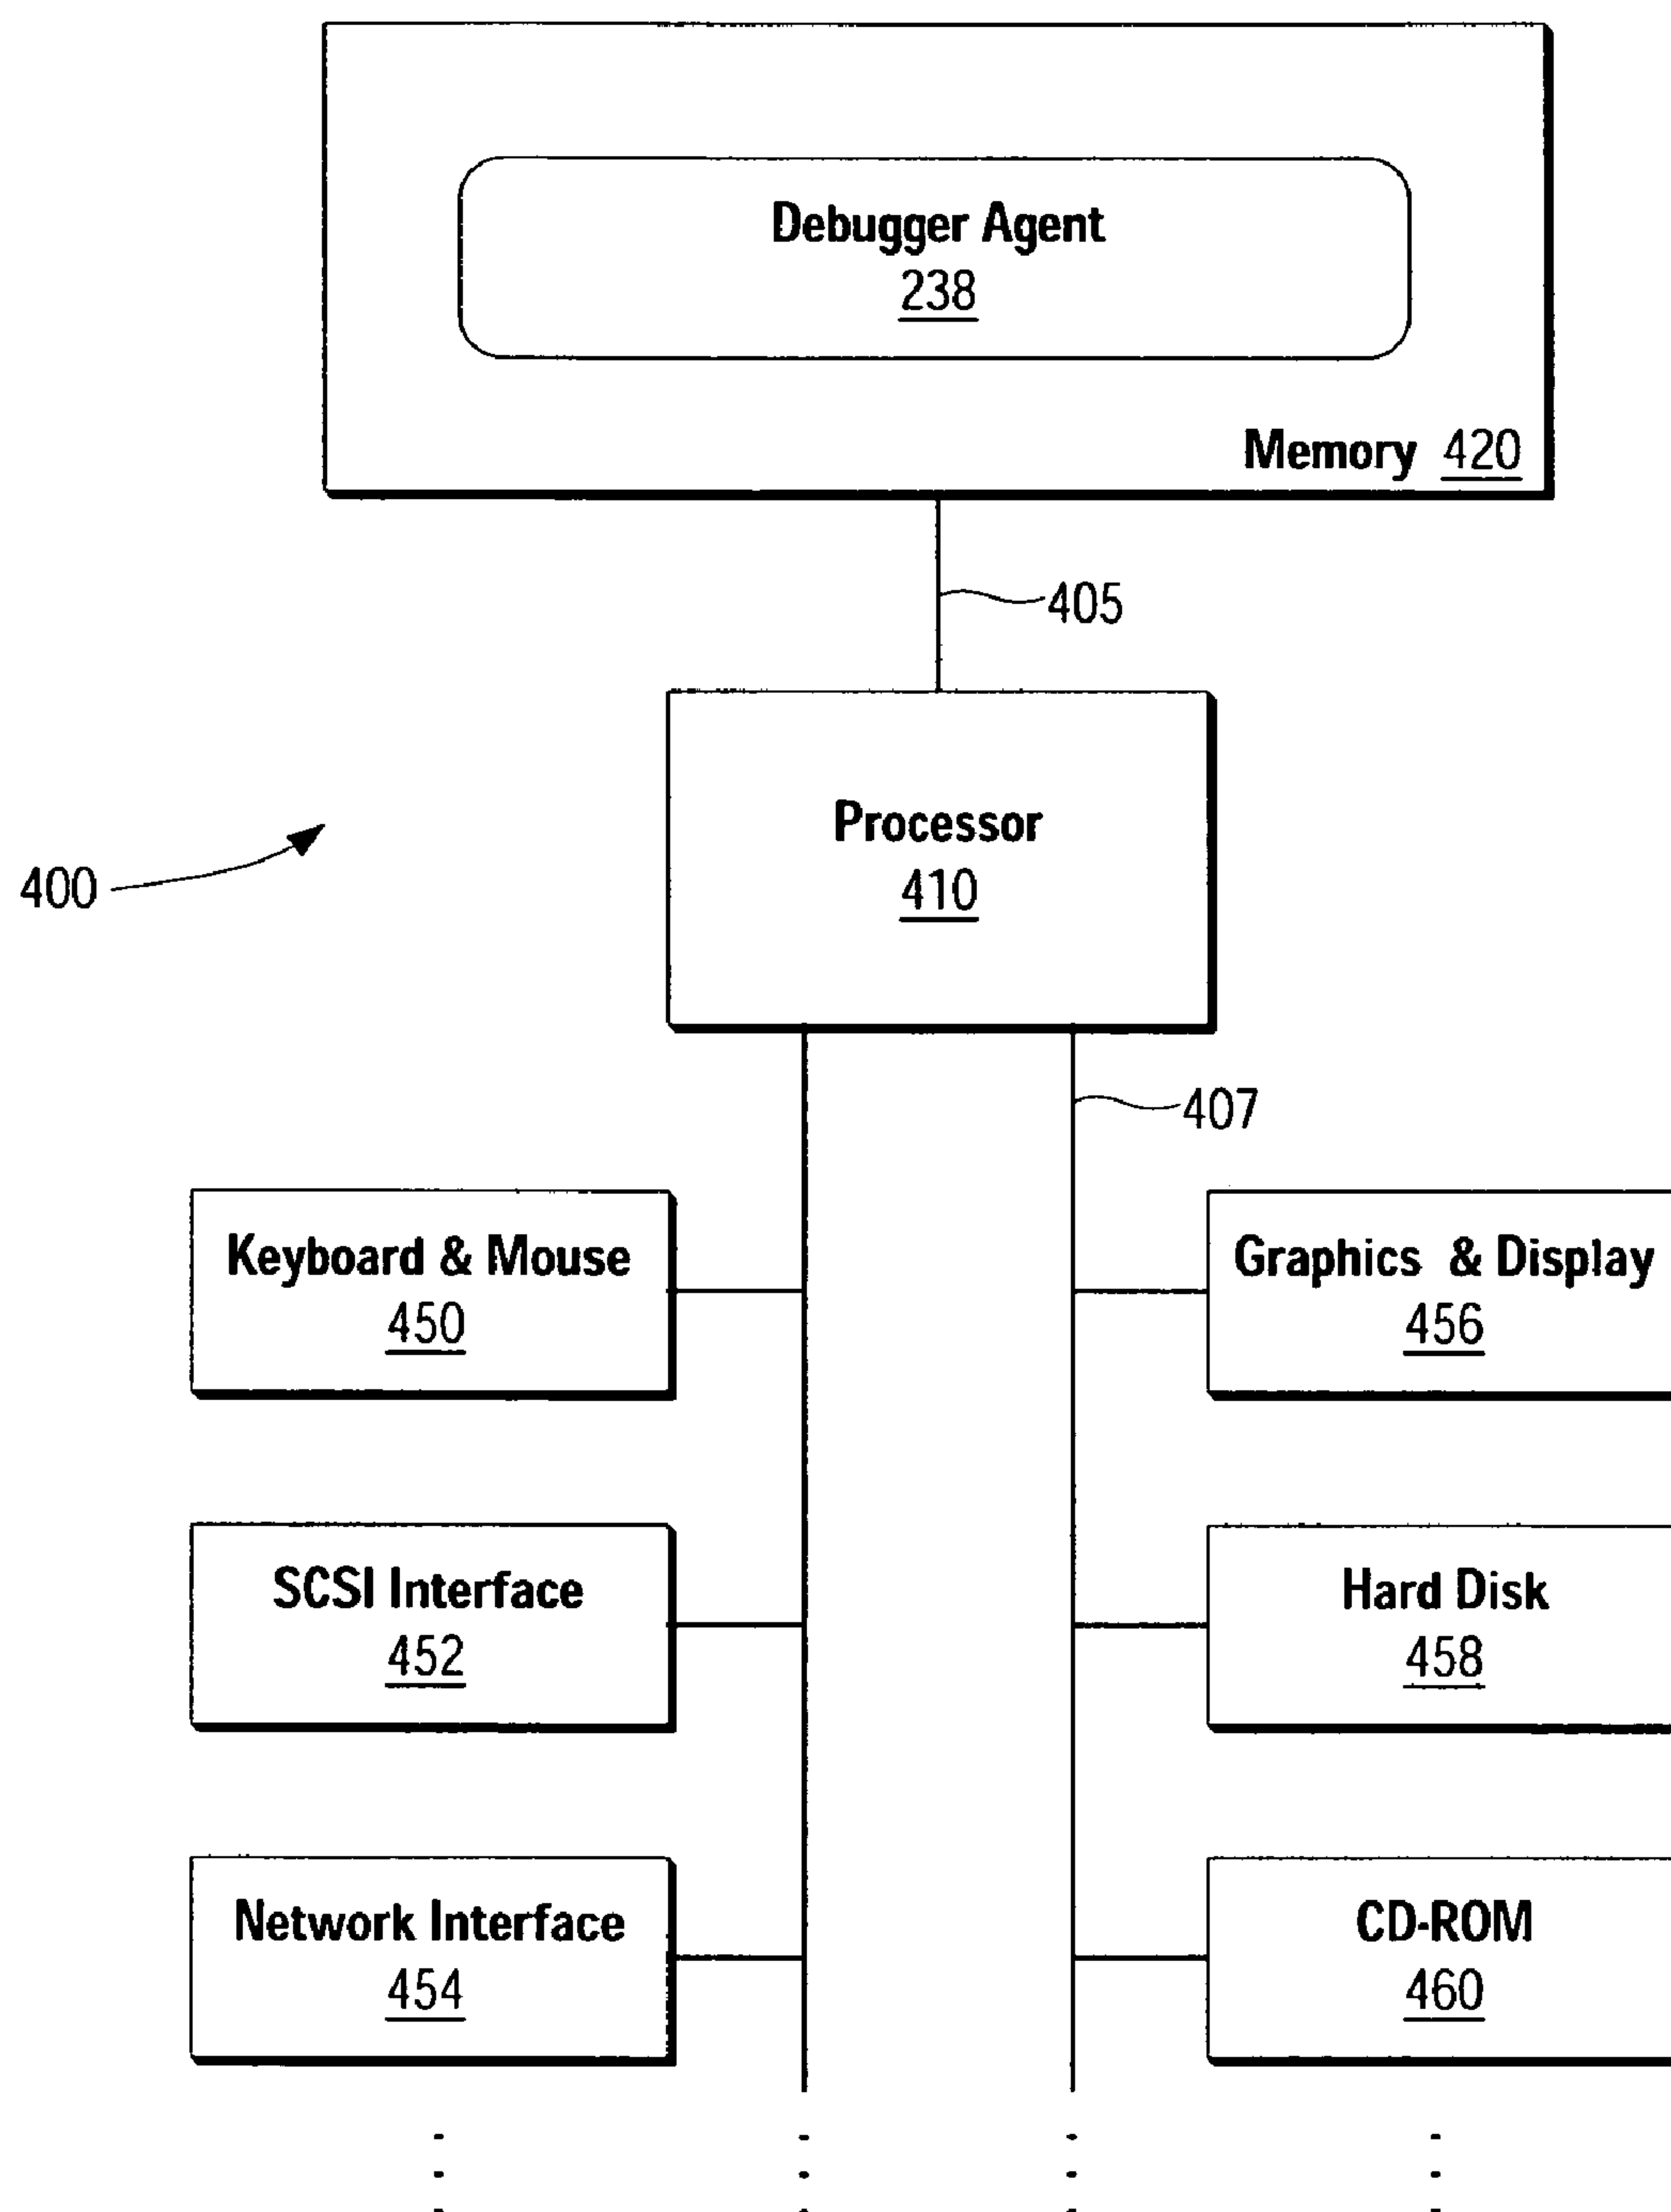 Debugger Agent
238
Memory 420
405
Processor
410
400
407
Keyboard & Mouse
450
Graphics & Display
456
SCSI Interface
452
Hard Disk
458
Network Interface
454
CD-ROM
460